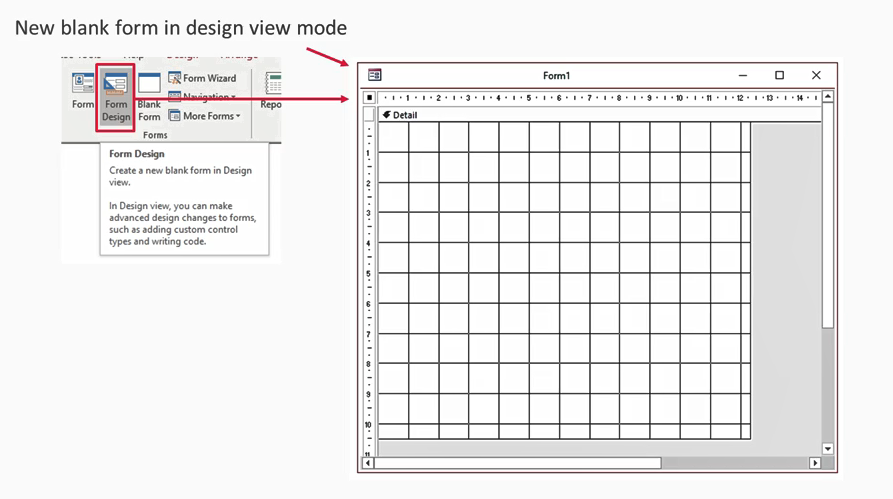 New blank form in design view mode
Form
Form
Design
Blank
Form
Form Wizard
Navigation
More Forms
Repo
Forms
Form Design
Create a new blank form in Design
view.
In Design view, you can make
advanced design changes to forms,
such as adding custom control
types and writing code.
Form1
1 2 3 4 5 6 7 8 9 10 11 12 13 14
Detail
1
2
3
4
5
6
7
8
9
10
11